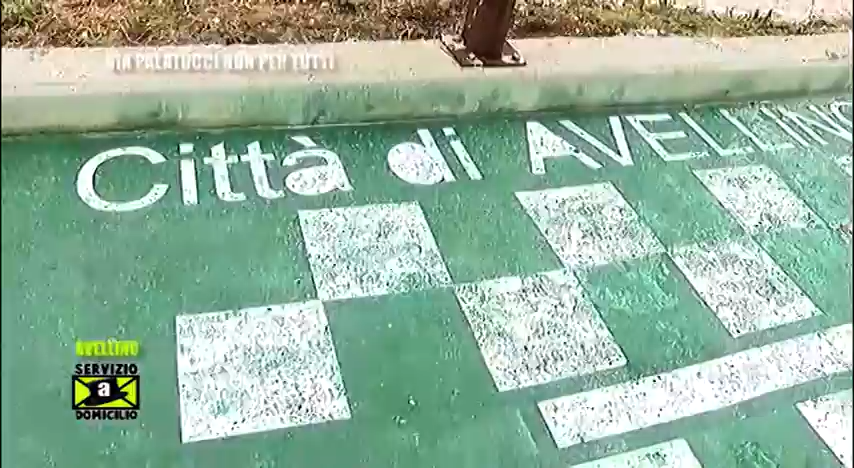 VIA PALATUCCI NON PER TUTTI
Città di AVELLINO
AVELLINO
SERVIZIO
a
DOMICILIO